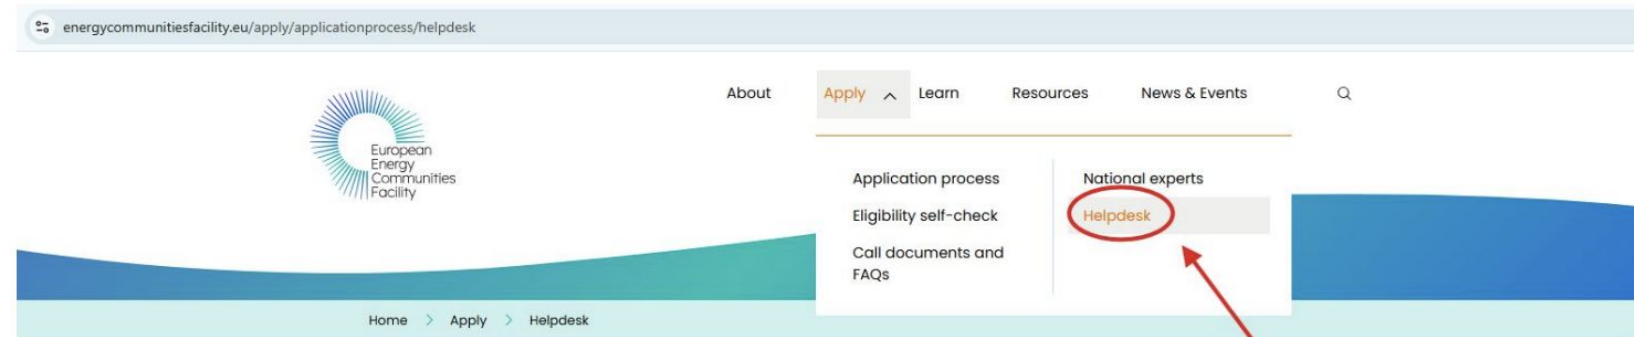 energycommunitiesfacility.eu/apply/applicationprocess/helpdesk
About Apply Learn Resources News & Events
European
Energy
Communities
Facility
Application process
Eligibility self-check
Call documents and
FAQs
National experts
Helpdesk
Home > Apply > Helpdesk